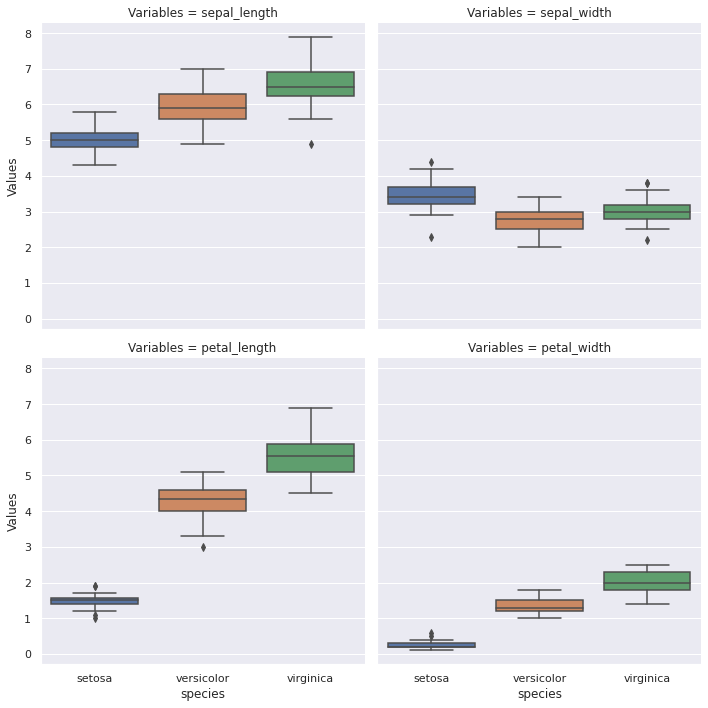 Variables = sepal_length
Variables = sepal_width
8
7
6
5
4
3
2
1
0
Values
Variables = petal_length
Variables = petal_width
8
7
6
5
4
3
2
1
0
Values
setosa versicolor virginica
setosa versicolor virginica
species
species